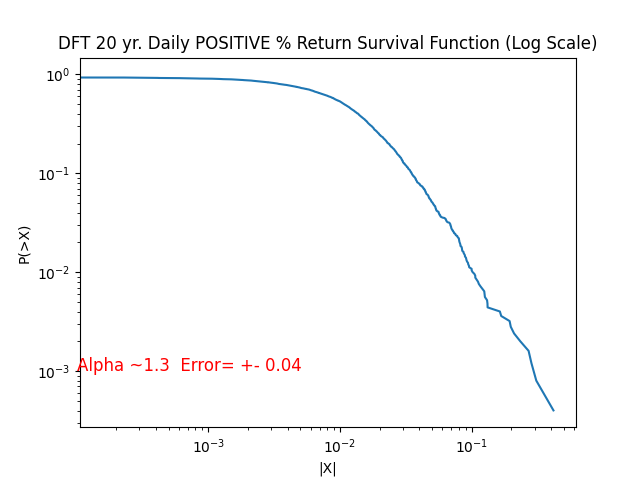 DFT 20 yr. Daily POSITIVE % Return Survival Function (Log Scale)
10⁰
10⁻¹
10⁻²
10⁻³
P(>X)
Alpha ~1.3  Error= +- 0.04
10⁻³ 10⁻² 10⁻¹
|X|